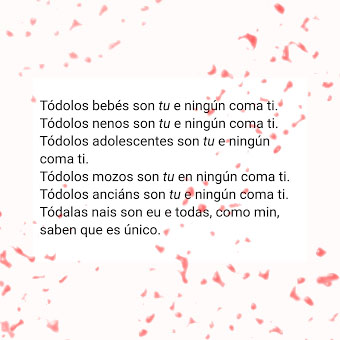 Tódolos bebés son tu e ningún coma ti.
Tódolos nenos son tu e ningún coma ti.
Tódolos adolescentes son tu e ningún
coma ti.
Tódolos mozos son tu en ningún coma ti.
Tódolos anciáns son tu e ningún coma ti.
Tódalas nais son eu e todas, como min,
saben que es único.